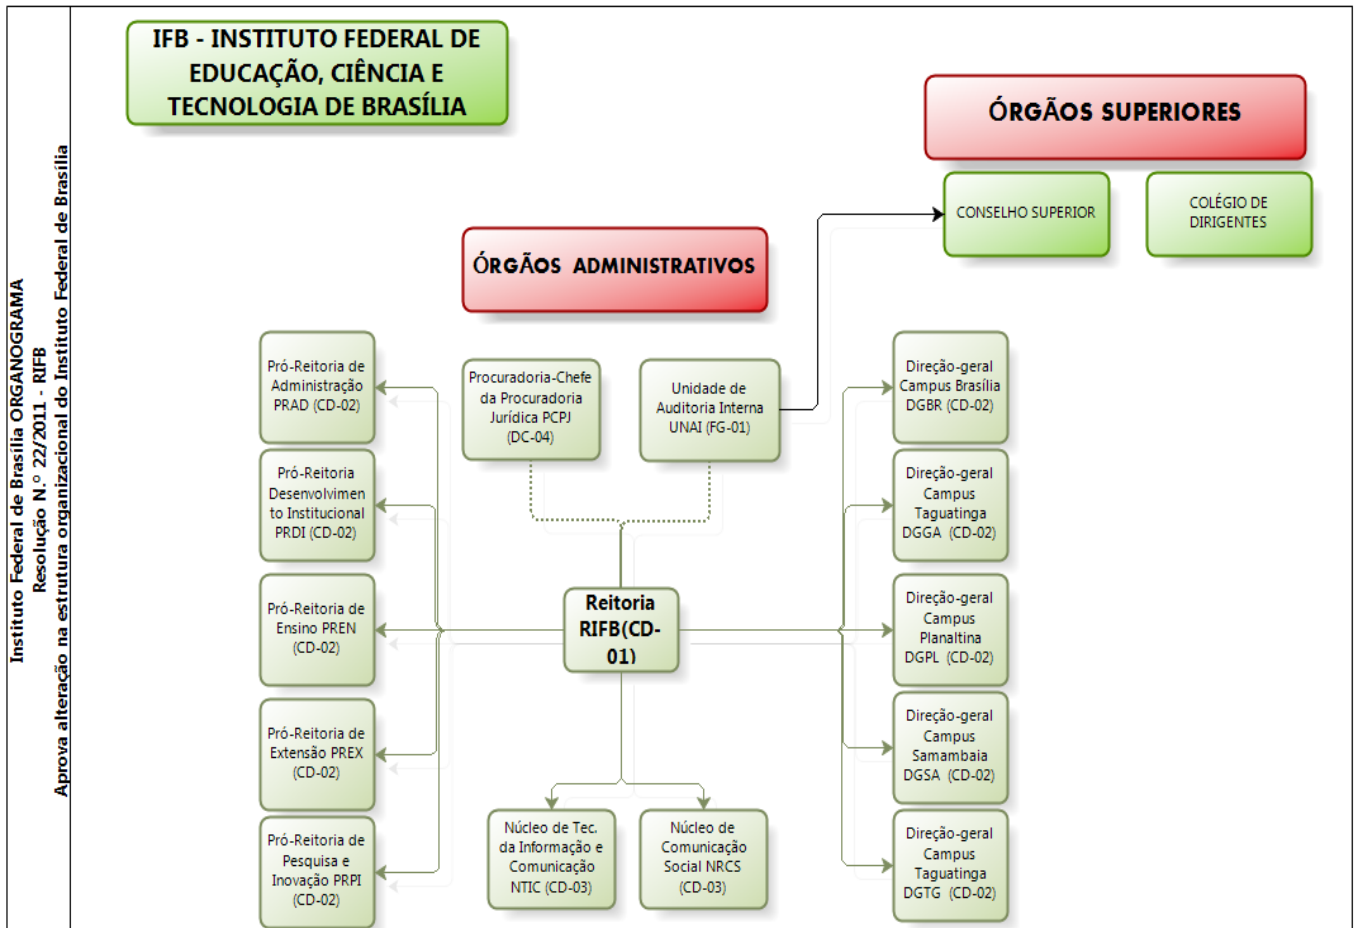 Instituto Federal de Brasília ORGANOGRAMA
Resolução N.º 22/2011 - RIFB
Aprova alteração na estrutura organizacional do Instituto Federal de Brasília
IFB - INSTITUTO FEDERAL DE
EDUCAÇÃO, CIÊNCIA E
TECNOLOGIA DE BRASÍLIA
ÓRGÃOS SUPERIORES
CONSELHO SUPERIOR
COLÉGIO DE
DIRIGENTES
ÓRGÃOS ADMINISTRATIVOS
Pró-Reitoria de
Administração
PRAD (CD-02)
Pró-Reitoria
Desenvolvimen
to Institucional
PRDI (CD-02)
Pró-Reitoria de
Ensino PREN
(CD-02)
Pró-Reitoria de
Extensão PREX
(CD-02)
Pró-Reitoria de
Pesquisa e
Inovação PRPI
(CD-02)
Procuradoria-Chefe
da Procuradoria
Jurídica PCPJ
(DC-04)
Unidade de
Auditoria Interna
UNAI (FG-01)
Reitoria
RIFB(CD-
01)
Núcleo de Tec.
da Informação e
Comunicação
NTIC (CD-03)
Núcleo de
Comunicação
Social NRCS
(CD-03)
Direção-geral
Campus Brasília
DGBR (CD-02)
Direção-geral
Campus
Taguatinga
DGGA (CD-02)
Direção-geral
Campus
Planaltina
DGPL (CD-02)
Direção-geral
Campus
Samambaia
DGSA (CD-02)
Direção-geral
Campus
Taguatinga
DGTG (CD-02)